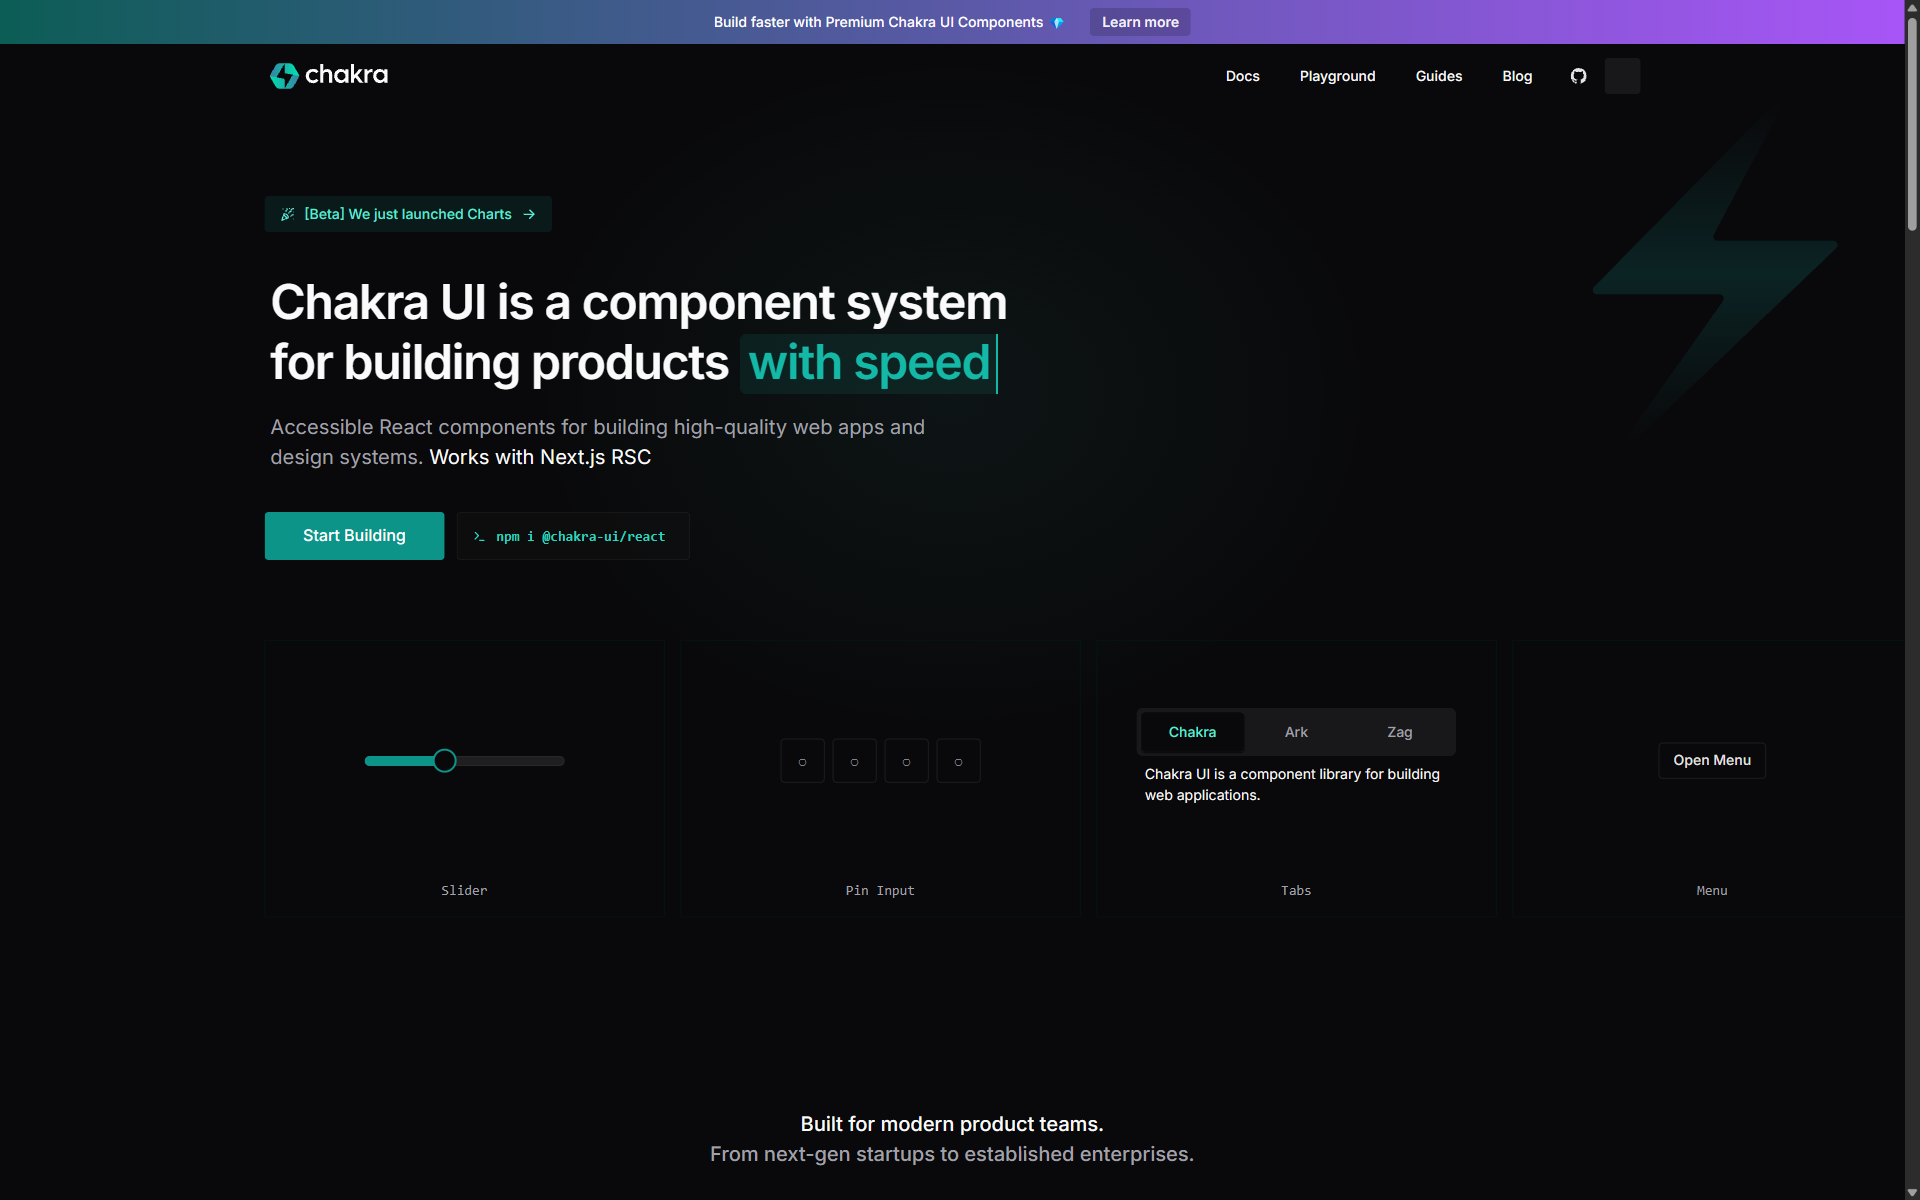 Build faster with Premium Chakra UI Components 💎 Learn more
chakra
Docs Playground Guides Blog
🎉 [Beta] We just launched Charts →
Chakra UI is a component system
for building products with speed
Accessible React components for building high-quality web apps and
design systems. Works with Next.js RSC
Start Building
>_ npm i @chakra-ui/react
Chakra Ark Zag
Chakra UI is a component library for building
web applications.
Open Menu
Slider
Pin Input
Tabs
Menu
Built for modern product teams.
From next-gen startups to established enterprises.